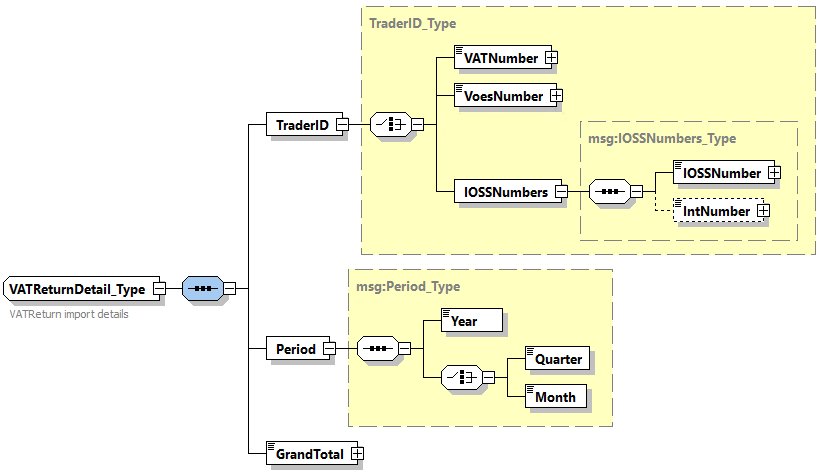 TraderID_Type
VATNumber
VoesNumber
TraderID
msg:IOSSNumbers_Type
IOSSNumber
IOSSNumbers
IntNumber
VATReturnDetail_Type
VATReturn import details
msg:Period_Type
Year
Period
Quarter
Month
GrandTotal